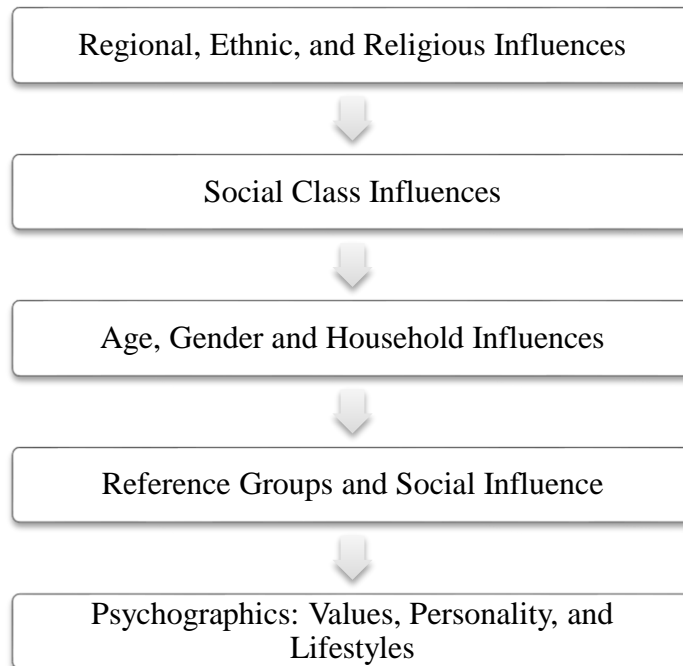 Regional, Ethnic, and Religious Influences
Social Class Influences
Age, Gender and Household Influences
Reference Groups and Social Influence
Psychographics: Values, Personality, and
Lifestyles